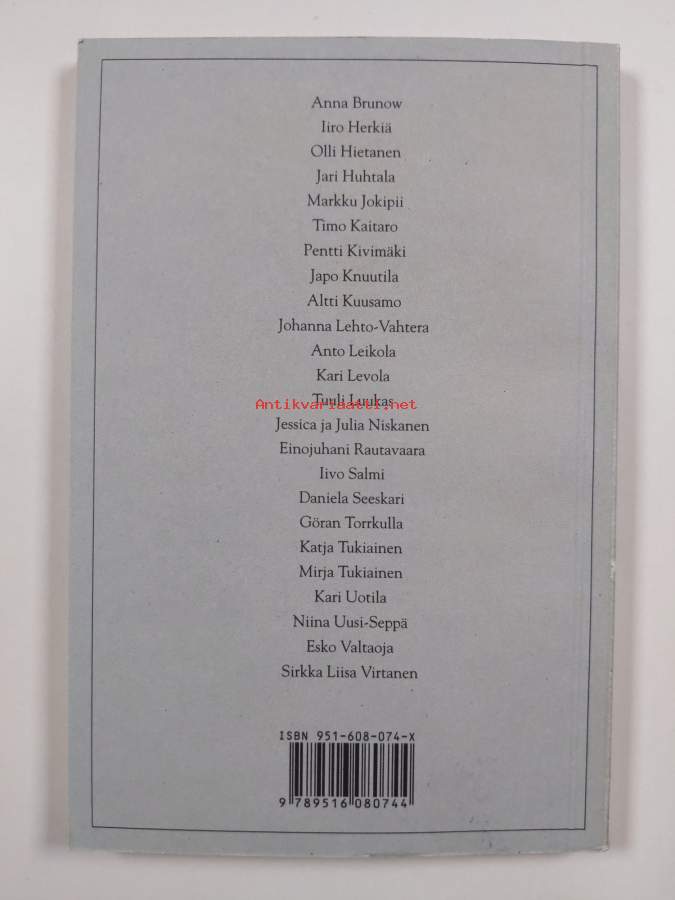 Anna Brunow
Iiro Herkiä
Olli Hietanen
Jari Huhtala
Markku Jokipii
Timo Kaitaro
Pentti Kivimäki
Japo Knuutila
Altti Kuusamo
Johanna Lehto-Vahtera
Anto Leikola
Kari Levola
Tuuli Luukas
Antikvariaatti.net
Jessica ja Julia Niskanen
Einojuhani Rautavaara
Iivo Salmi
Daniela Seeskari
Göran Torrkulla
Katja Tukiainen
Mirja Tukiainen
Kari Uotila
Niina Uusi-Seppä
Esko Valtaoja
Sirkka Liisa Virtanen
ISBN 951-608-074-X
9 789516 080744